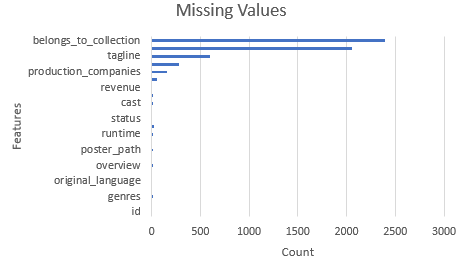 Missing Values
Features
belongs_to_collection
tagline
production_companies
revenue
cast
status
runtime
poster_path
overview
original_language
genres
id
0 500 1000 1500 2000 2500 3000
Count